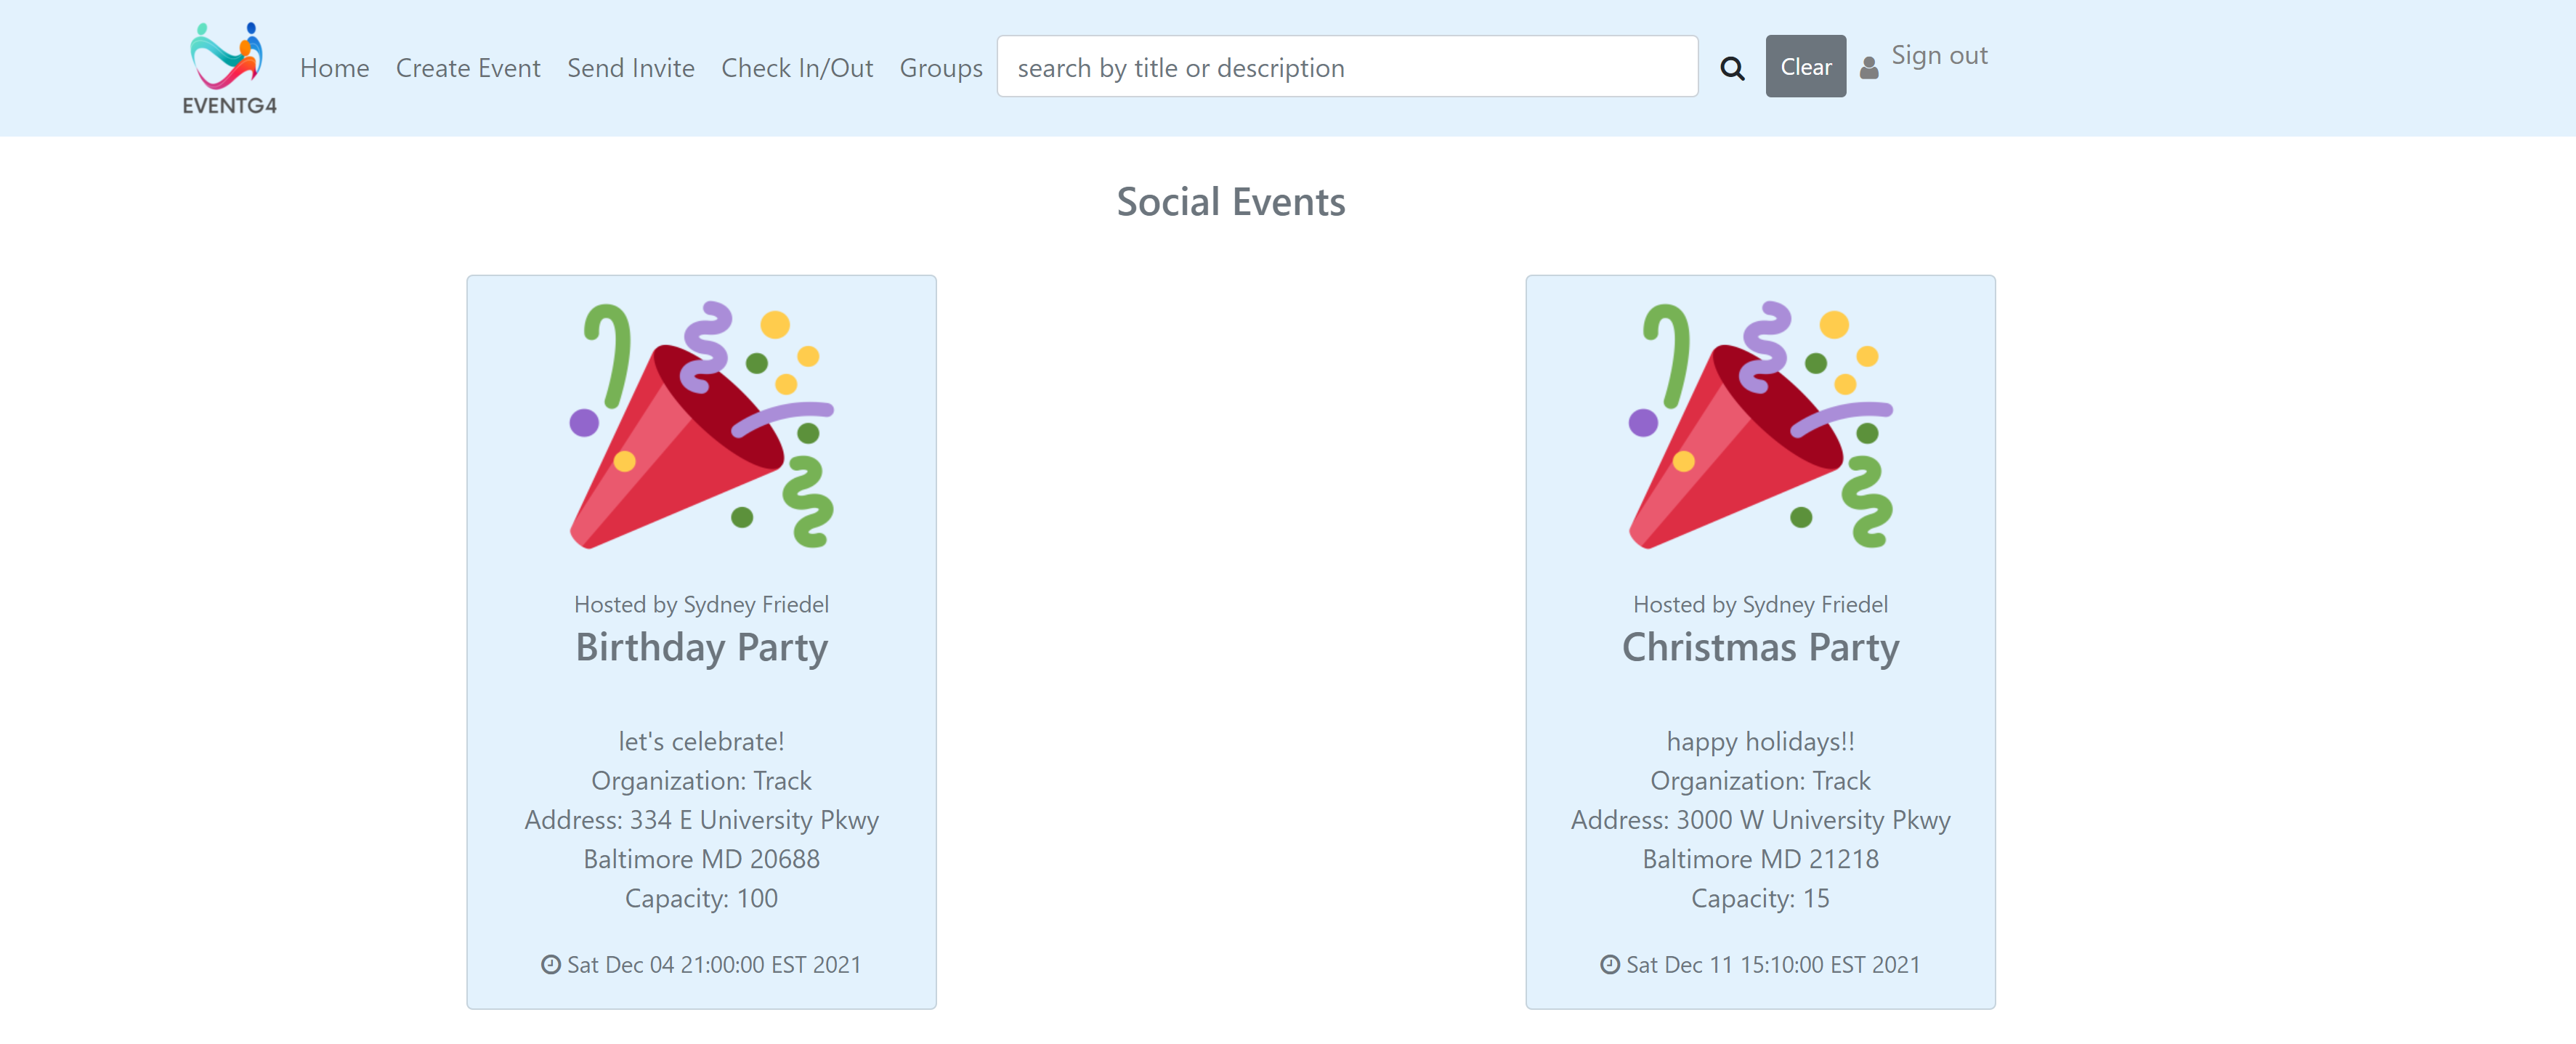 EVENTG4
Home Create Event Send Invite Check In/Out Groups search by title or description Clear Sign out
Social Events
Hosted by Sydney Friedel
Birthday Party
let's celebrate!
Organization: Track
Address: 334 E University Pkwy
Baltimore MD 20688
Capacity: 100
Sat Dec 04 21:00:00 EST 2021
Hosted by Sydney Friedel
Christmas Party
happy holidays!!
Organization: Track
Address: 3000 W University Pkwy
Baltimore MD 21218
Capacity: 15
Sat Dec 11 15:10:00 EST 2021